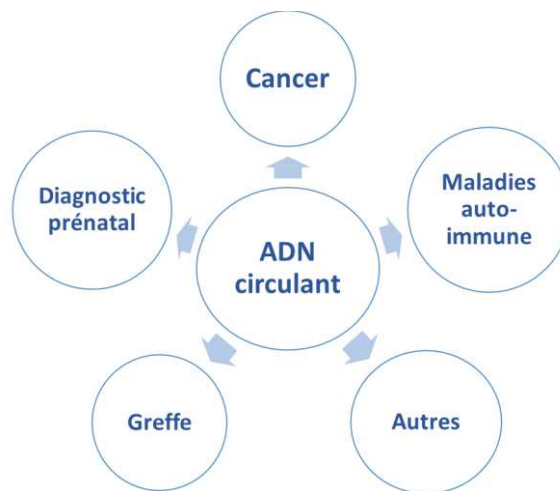 Cancer
Diagnostic
prénatal
Maladies
auto-
immune
ADN
circulant
Greffe
Autres